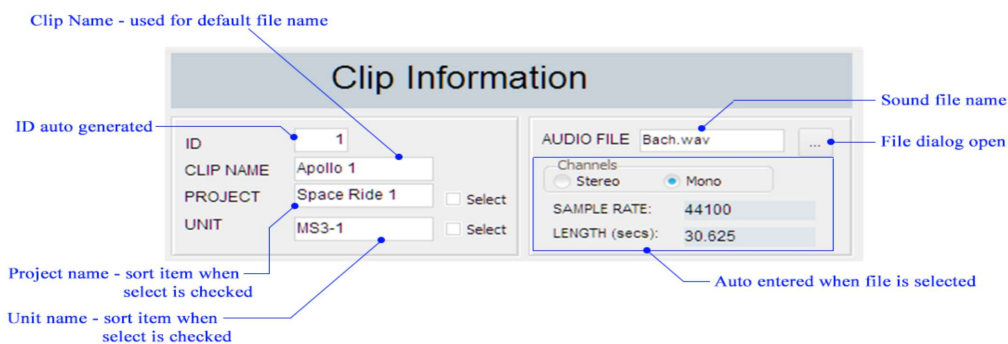 Clip Name - used for default file name
Clip Information
Sound file name
ID auto generated
ID 1
AUDIO FILE Bach.wav ...
File dialog open
CLIP NAME Apollo 1
Channels
Stereo Mono
PROJECT Space Ride 1 Select
SAMPLE RATE: 44100
UNIT MS3-1 Select
LENGTH (secs): 30.625
Project name - sort item when
select is checked
Auto entered when file is selected
Unit name - sort item when
select is checked